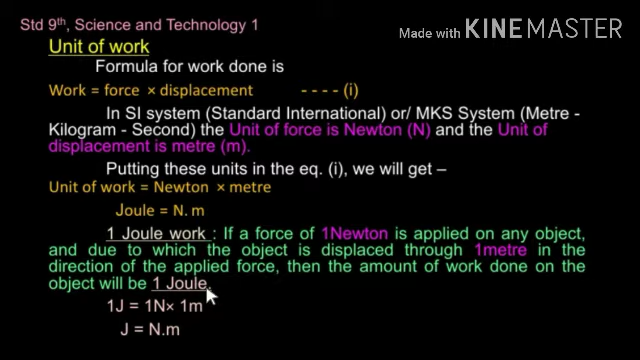 Std 9th, Science and Technology 1
Made with KINEMASTER
Unit of work
Formula for work done is
Work = force × displacement - - - - (i)
In SI system (Standard International) or/ MKS System (Metre -
Kilogram - Second) the Unit of force is Newton (N) and the Unit of
displacement is metre (m).
Putting these units in the eq. (i), we will get –
Unit of work = Newton × metre
Joule = N. m
1 Joule work : If a force of 1Newton is applied on any object,
and due to which the object is displaced through 1metre in the
direction of the applied force, then the amount of work done on the
object will be 1 Joule.
1J = 1N× 1m
J = N.m